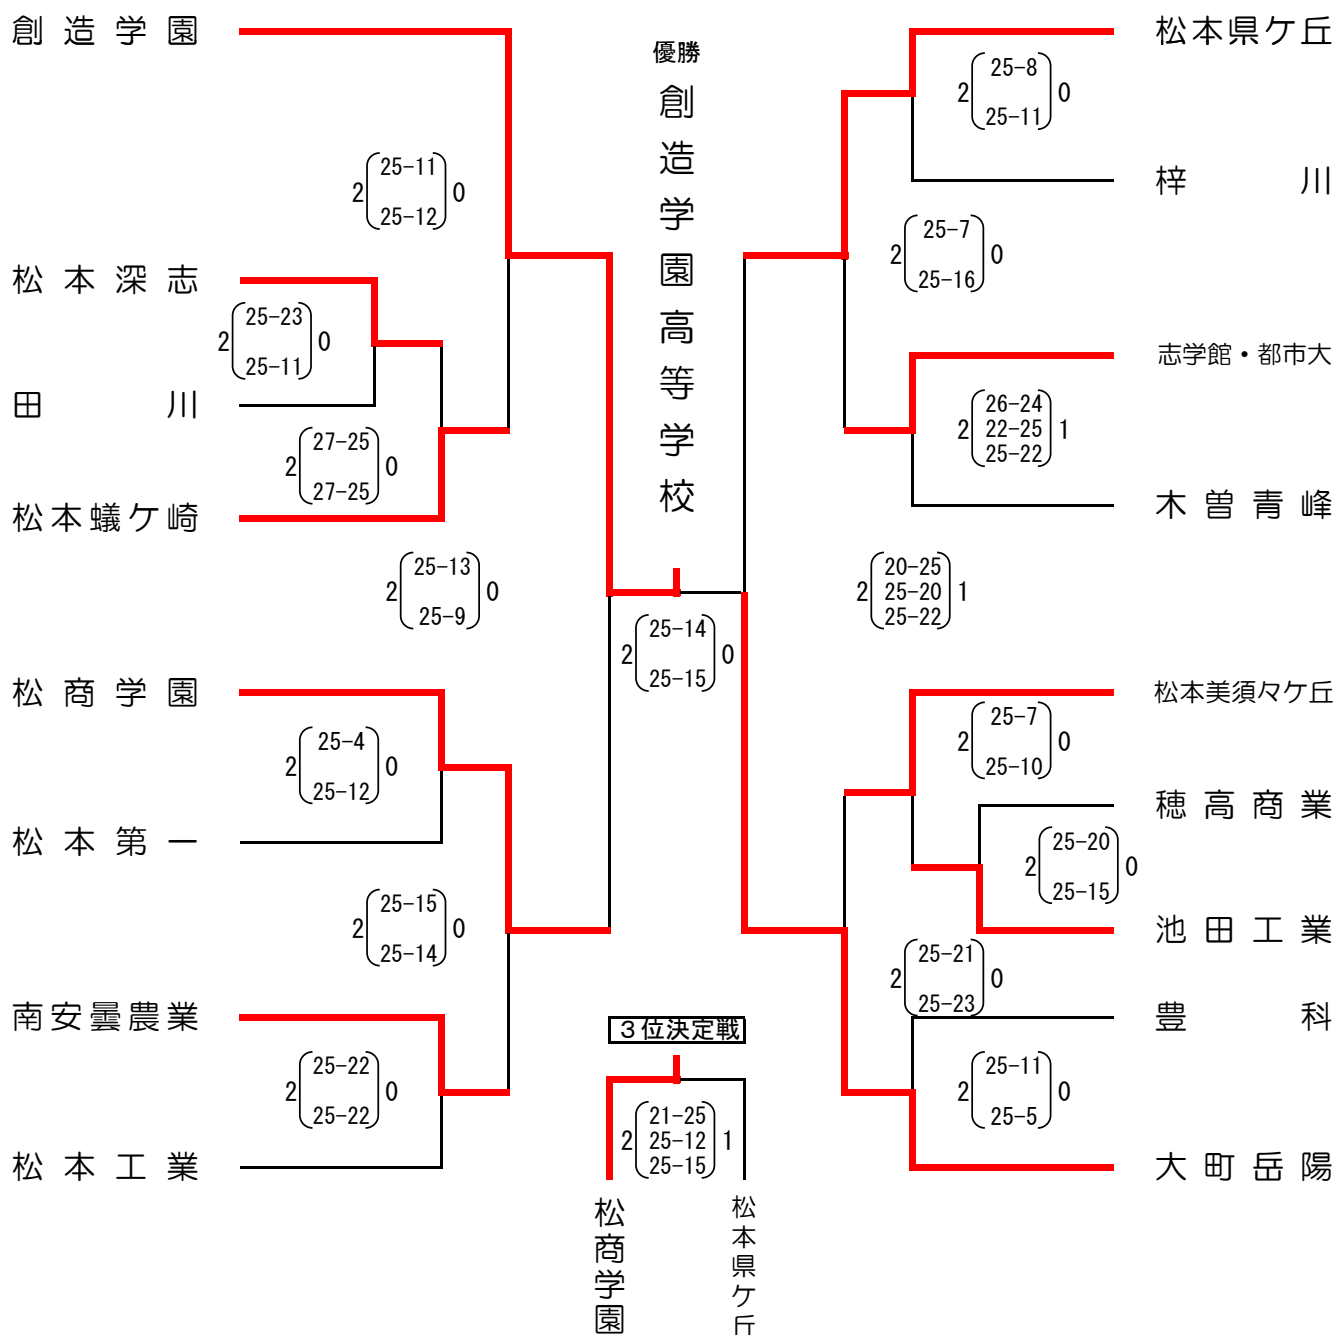 創造学園
2 25-11 0
25-12
松本深志
2 25-23 0
25-11
田川
2 27-25 0
27-25
松本蟻ケ崎
2 25-13 0
25-9
松商学園
2 25-4 0
25-12
松本第一
2 25-15 0
25-14
南安曇農業
2 25-22 0
25-22
松本工業
優勝
創造学園高等学校
2 25-14 0
25-15
3位決定戦
21-25
2 25-12 1
25-15
松商学園
松本県ケ丘
松本県ケ丘
2 25-8 0
25-11
梓川
2 25-7 0
25-16
志学館・都市大
26-24
2 22-25 1
25-22
木曽青峰
20-25
2 25-20 1
25-22
松本美須々ケ丘
2 25-7 0
25-10
穂高商業
2 25-20 0
25-15
池田工業
2 25-21 0
25-23
豊科
2 25-11 0
25-5
大町岳陽